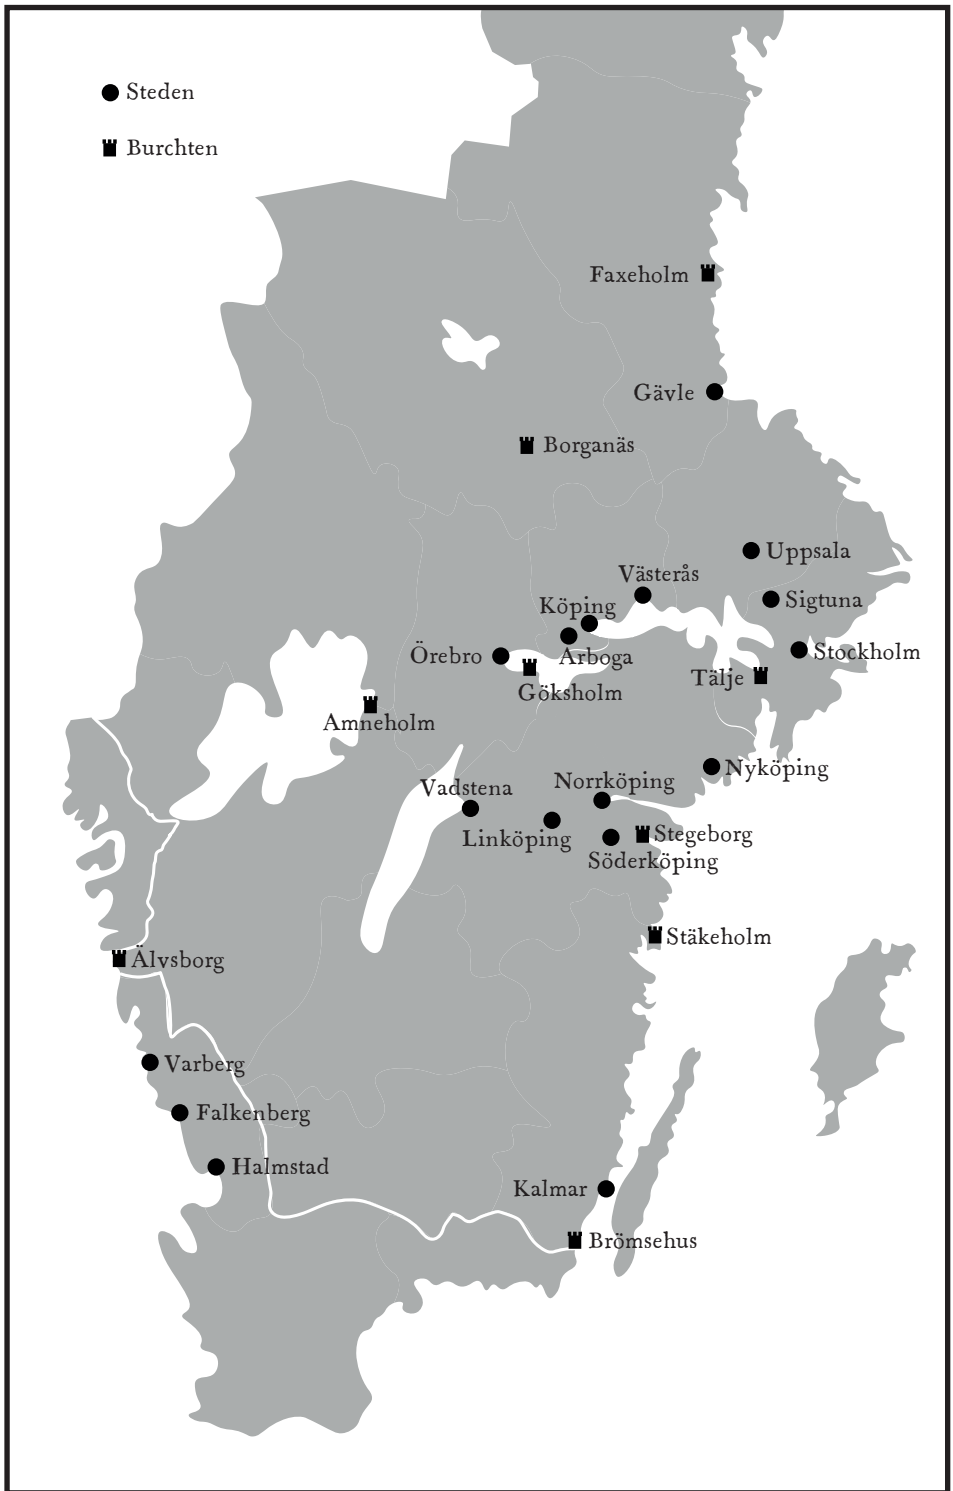 Steden
Burchten
Faxeholm
Gävle
Borganäs
Uppsala
Västerås
Sigtuna
Köping
Stockholm
Örebro
Arboga
Tälje
Göksholm
Amneholm
Nyköping
Norrköping
Vadstena
Stegeborg
Linköping
Söderköping
Stäkeholm
Älvsborg
Varberg
Falkenberg
Halmstad
Kalmar
Brömsehus